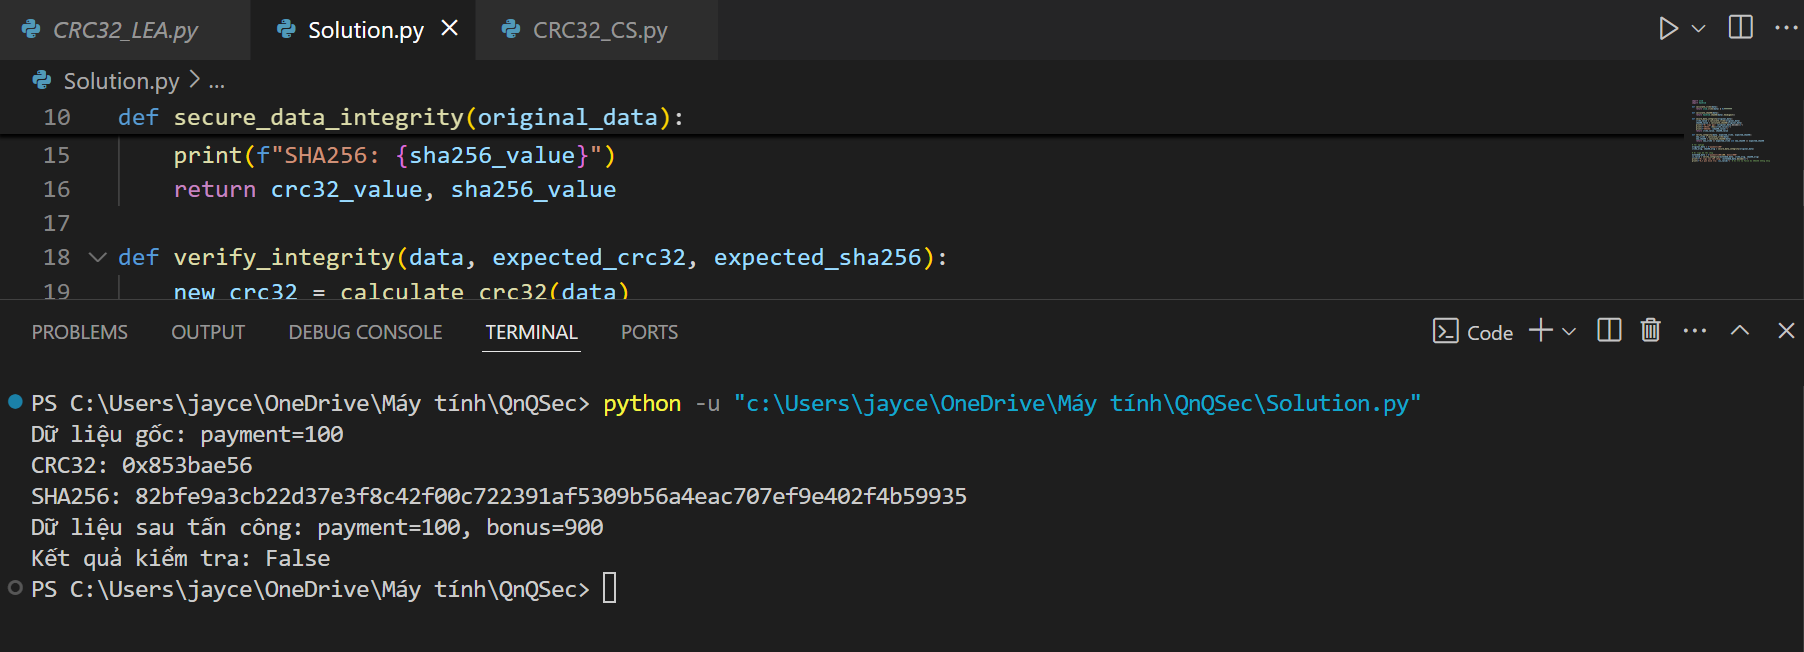 CRC32_LEA.py Solution.py CRC32_CS.py
Solution.py > ...
10 def secure_data_integrity(original_data):
15 print(f"SHA256: {sha256_value}")
16 return crc32_value, sha256_value
17
18 def verify_integrity(data, expected_crc32, expected_sha256):
19 new_crc32 = calculate_crc32(data)
PROBLEMS OUTPUT DEBUG CONSOLE TERMINAL PORTS Code
PS C:\Users\jayce\OneDrive\Máy tính\QnQSec> python -u "c:\Users\jayce\OneDrive\Máy tính\QnQSec\Solution.py"
Dữ liệu gốc: payment=100
CRC32: 0x853bae56
SHA256: 82bfe9a3cb22d37e3f8c42f00c722391af5309b56a4eac707ef9e402f4b59935
Dữ liệu sau tấn công: payment=100, bonus=900
Kết quả kiểm tra: False
PS C:\Users\jayce\OneDrive\Máy tính\QnQSec>